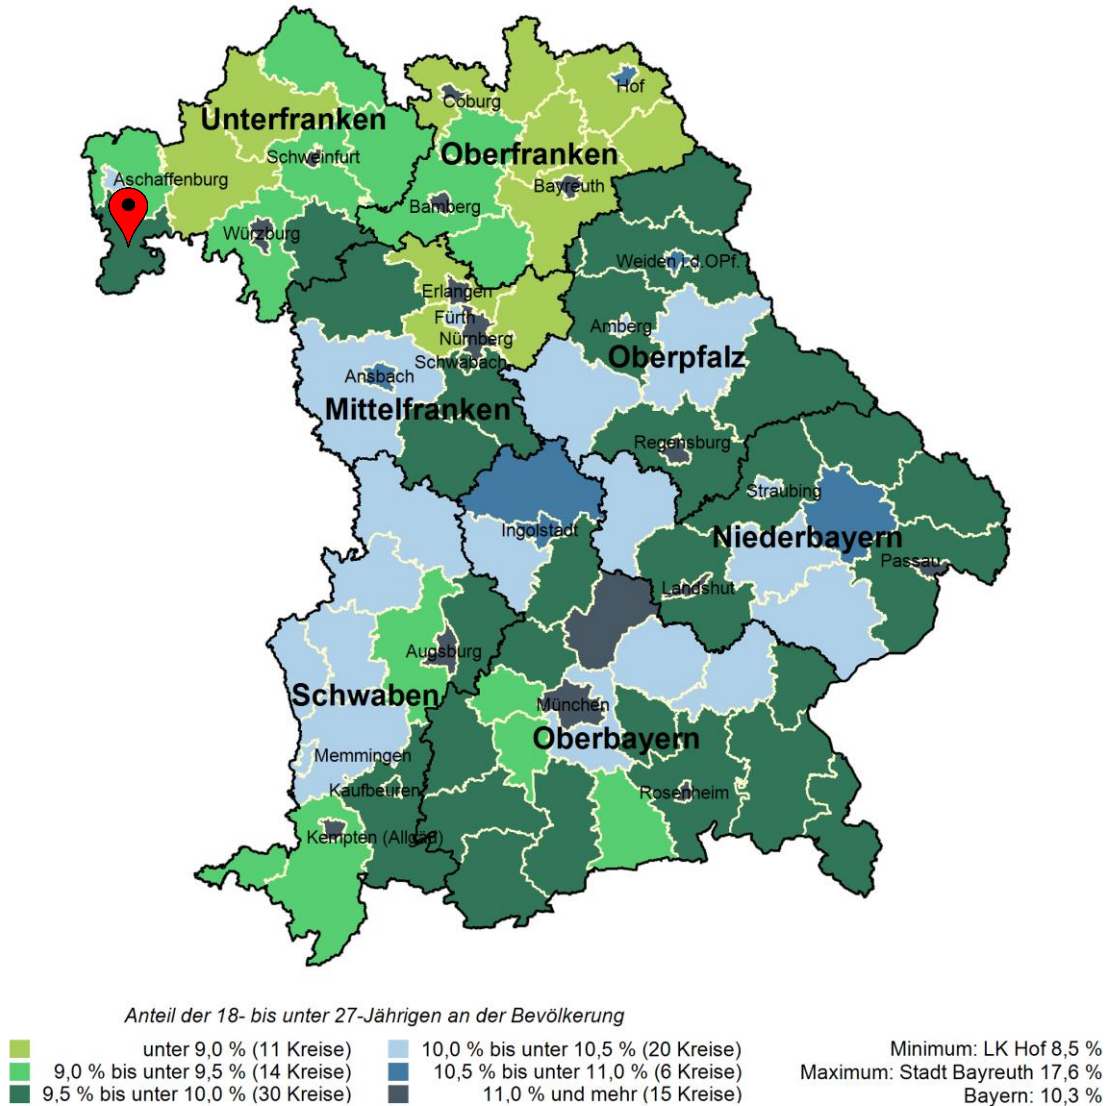 Hof
Coburg
Unterfranken
Schweinfurt
Oberfranken
Aschaffenburg
Bayreuth
Bamberg
Würzburg
Weiden i.d.OPf.
Erlangen
Fürth
Amberg
Nürnberg
Oberpfalz
Schwabach
Ansbach
Mittelfranken
Regensburg
Straubing
Ingolstadt
Niederbayern
Passau
Landshut
Augsburg
Schwaben
München
Oberbayern
Memmingen
Kaufbeuren
Rosenheim
Kempten (Allgäu)
Anteil der 18- bis unter 27-Jährigen an der Bevölkerung
unter 9,0 % (11 Kreise)
9,0 % bis unter 9,5 % (14 Kreise)
9,5 % bis unter 10,0 % (30 Kreise)
10,0 % bis unter 10,5 % (20 Kreise)
10,5 % bis unter 11,0 % (6 Kreise)
11,0 % und mehr (15 Kreise)
Minimum: LK Hof 8,5 %
Maximum: Stadt Bayreuth 17,6 %
Bayern: 10,3 %